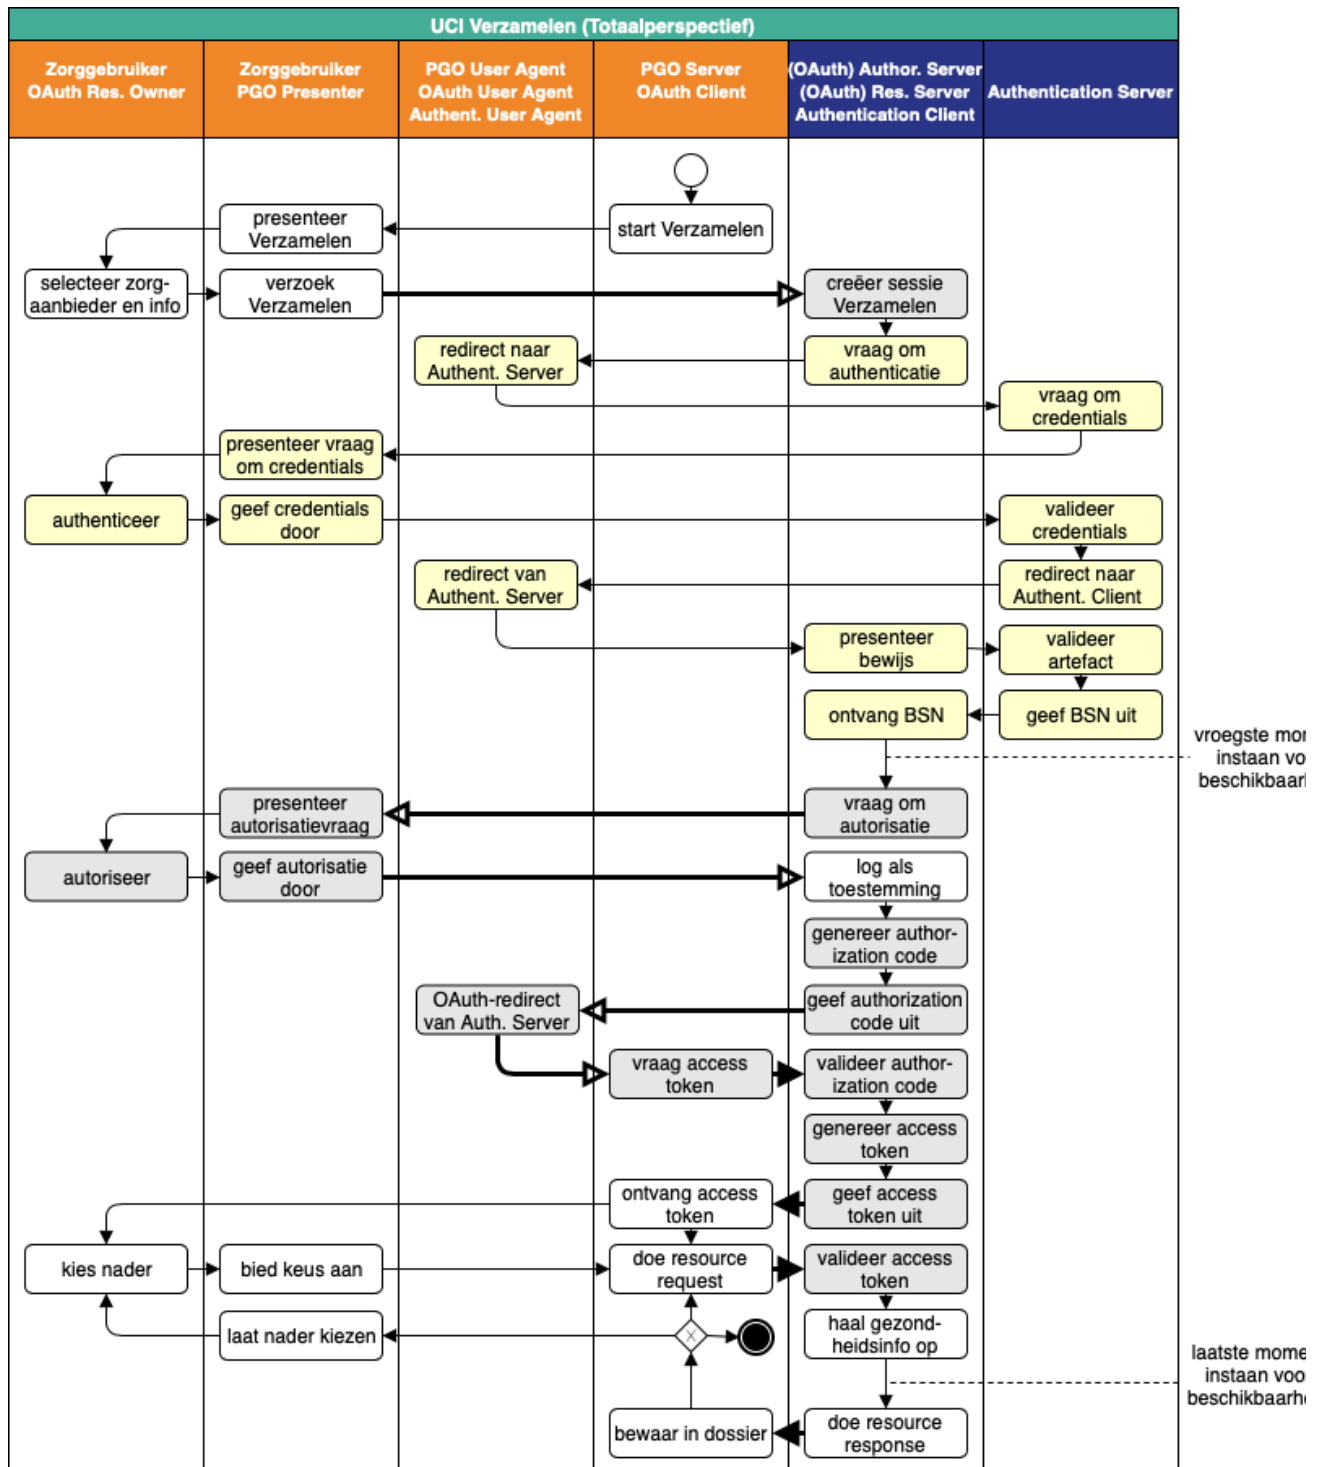 UCI Verzamelen (Totaalperspectief)
Zorggebruiker
OAuth Res. Owner
Zorggebruiker
PGO Presenter
PGO User Agent
OAuth User Agent
Authent. User Agent
PGO Server
OAuth Client
(OAuth) Author. Server
(OAuth) Res. Server
Authentication Client
Authentication Server
presenteer
Verzamelen
start Verzamelen
selecteer zorg-
aanbieder en info
verzoek
Verzamelen
creëer sessie
Verzamelen
redirect naar
Authent. Server
vraag om
authenticatie
vraag om
credentials
presenteer vraag
om credentials
authenticeer
geef credentials
door
valideer
credentials
redirect van
Authent. Server
redirect naar
Authent. Client
presenteer
bewijs
valideer
artefact
ontvang BSN
geef BSN uit
vroegste
instaan
presenteer
autorisatievraag
vraag om
autorisatie
autoriseer
geef autorisatie
door
log als
toestemming
genereer author-
ization code
OAuth-redirect
van Auth. Server
geef authorization
code uit
vraag access
token
valideer author-
ization code
genereer access
token
ontvang access
token
geef access
token uit
kies nader
bied keus aan
doe resource
request
valideer access
token
laat nader kiezen
X
haal gezond-
heidsinfo op
laatste
instaan
bewaar in dossier
doe resource
response